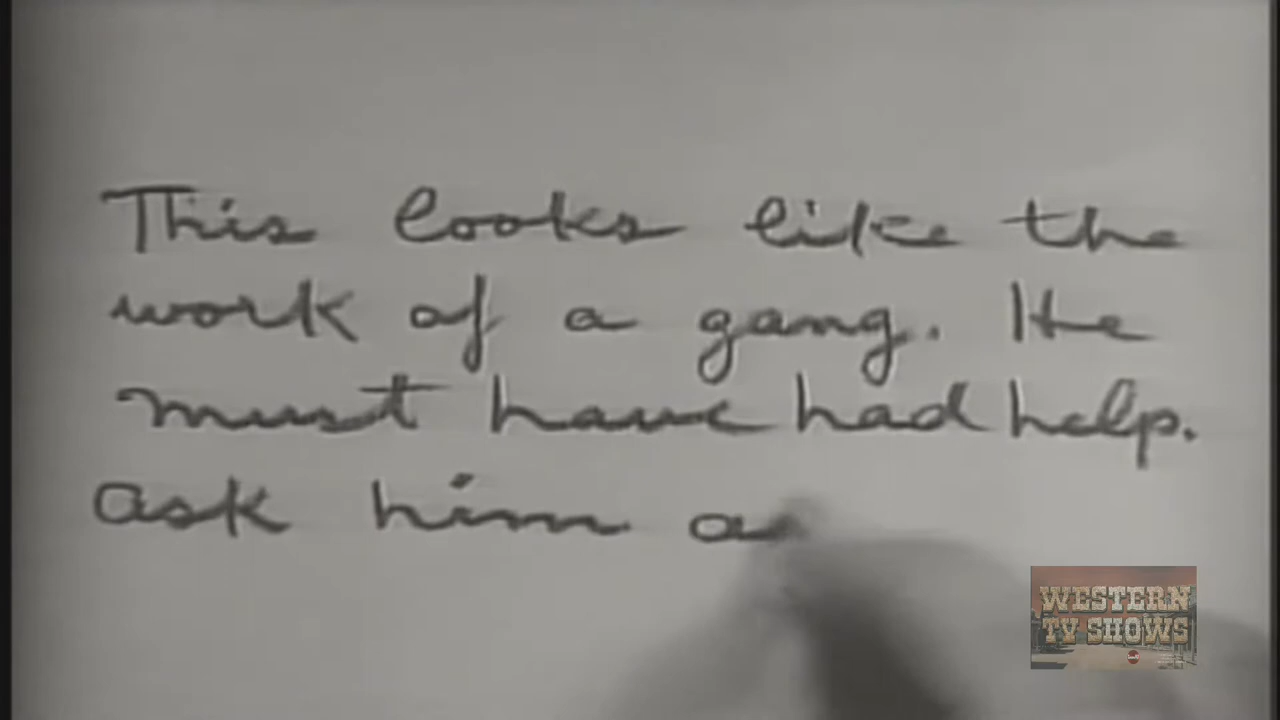 This looks like the
work of a gang. He
must have had help.
ask him a
WESTERN
TV SHOWS